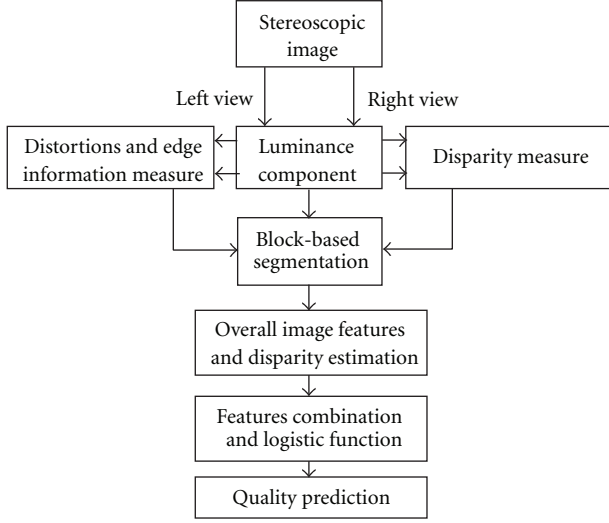 Stereoscopic
image
Left view
Right view
Distortions and edge
information measure
Luminance
component
Disparity measure
Block-based
segmentation
Overall image features
and disparity estimation
Features combination
and logistic function
Quality prediction